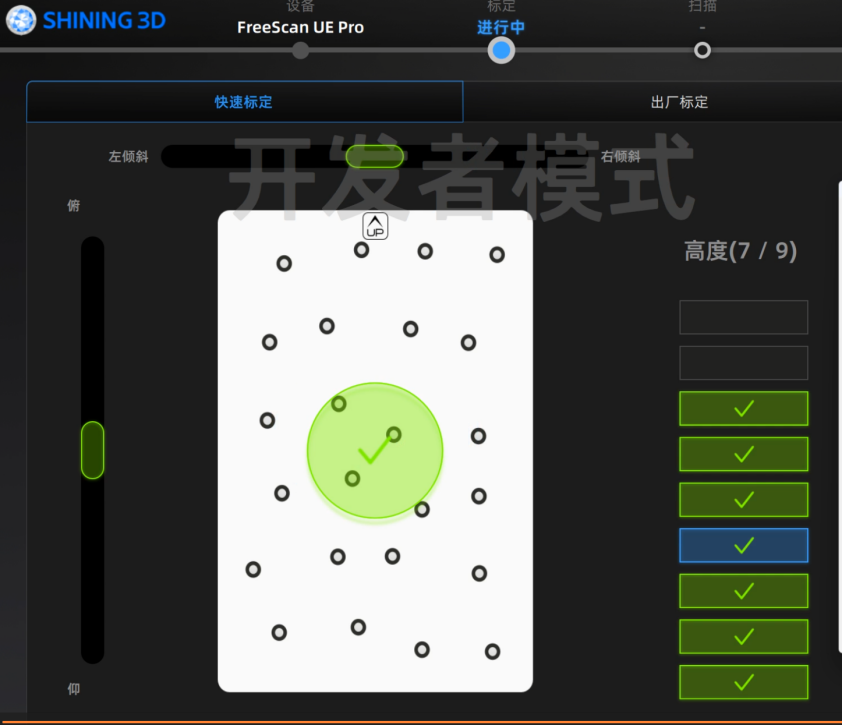 SHINING 3D
设备
FreeScan UE Pro
标定
进行中
扫描
-
快速标定
出厂标定
开发者模式
左倾斜
右倾斜
俯
UP
高度(7 / 9)
仰